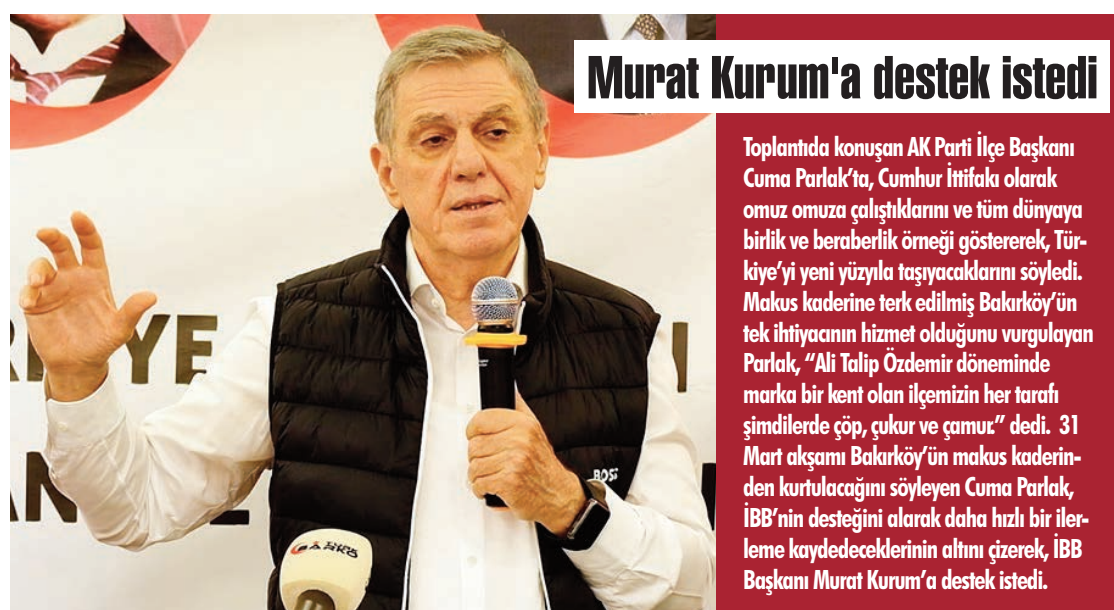 Murat Kurum'a destek istedi
Toplantıda konuşan AK Parti İlçe Başkanı
Cuma Parlak'ta, Cumhur İttifakı olarak
omuz omuza çalıştıklarını ve tüm dünyaya
birlik ve beraberlik örneği göstererek, Tür-
kiye'yi yeni yüzyıla taşıyacaklarını söyledi.
Makus kaderine terk edilmiş Bakırköy'ün
tek ihtiyacının hizmet olduğunu vurgulayan
Parlak, “Ali Talip Özdemir döneminde
marka bir kent olan ilçemizin her tarafı
şimdilerde çöp, çukur ve çamur.” dedi. 31
Mart akşamı Bakırköy'ün makus kaderin-
den kurtulacağını söyleyen Cuma Parlak,
İBB'nin desteğini alarak daha hızlı bir iler-
leme kaydedeceklerinin altını çizerek, İBB
Başkanı Murat Kurum'a destek istedi.
YE
AN
BOSS
BARKO